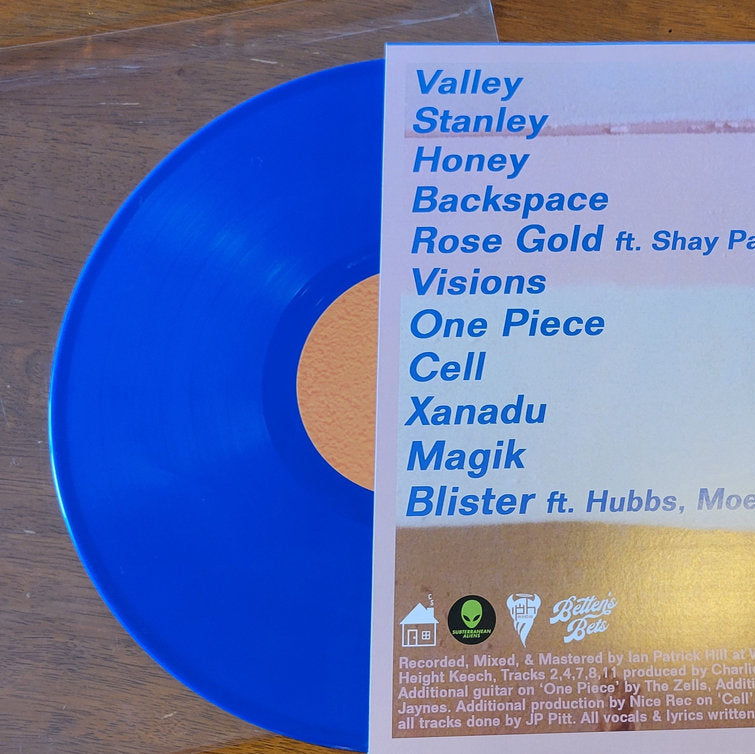 Valley
Stanley
Honey
Backspace
Rose Gold ft. Shay
Visions
One Piece
Cell
Xanadu
Magik
Blister ft. Hubbs, Moe
CS
SUBTERRANEAN
ALIENS
Betten's
Bets
Recorded, Mixed, & Mastered by Ian Patrick Hill at
Height Keech, Tracks 2,4,7,8,11 produced by Charlie
Additional guitar on 'One Piece' by The Zells,
Jaynes. Additional production by Nice Rec on 'Cell'
all tracks done by JP Pitt. All vocals & lyrics written